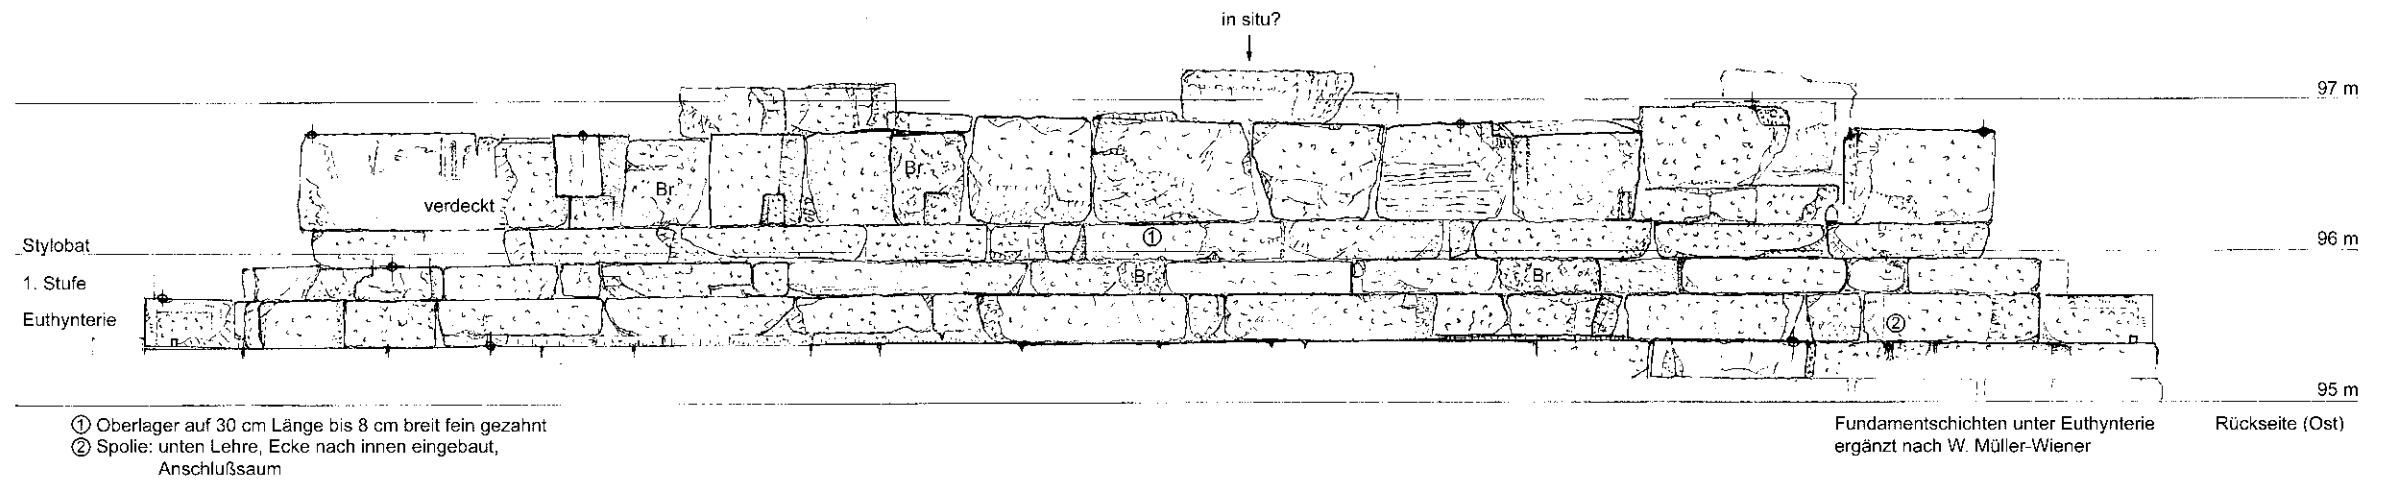 in situ?
97 m
Br.
Br.
verdeckt
Stylobat
①
96 m
1. Stufe
Br.
Br.
Euthynterie
②
95 m
① Oberlager auf 30 cm Länge bis 8 cm breit fein gezahnt
② Spolie: unten Lehre, Ecke nach innen eingebaut,
Anschlußsaum
Fundamentschichten unter Euthynterie
ergänzt nach W. Müller-Wiener
Rückseite (Ost)